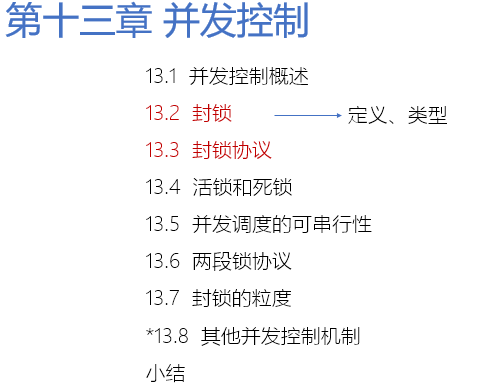 第十三章 并发控制
13.1 并发控制概述
13.2 封锁 定义、类型
13.3 封锁协议
13.4 活锁和死锁
13.5 并发调度的可串行性
13.6 两段锁协议
13.7 封锁的粒度
*13.8 其他并发控制机制
小结